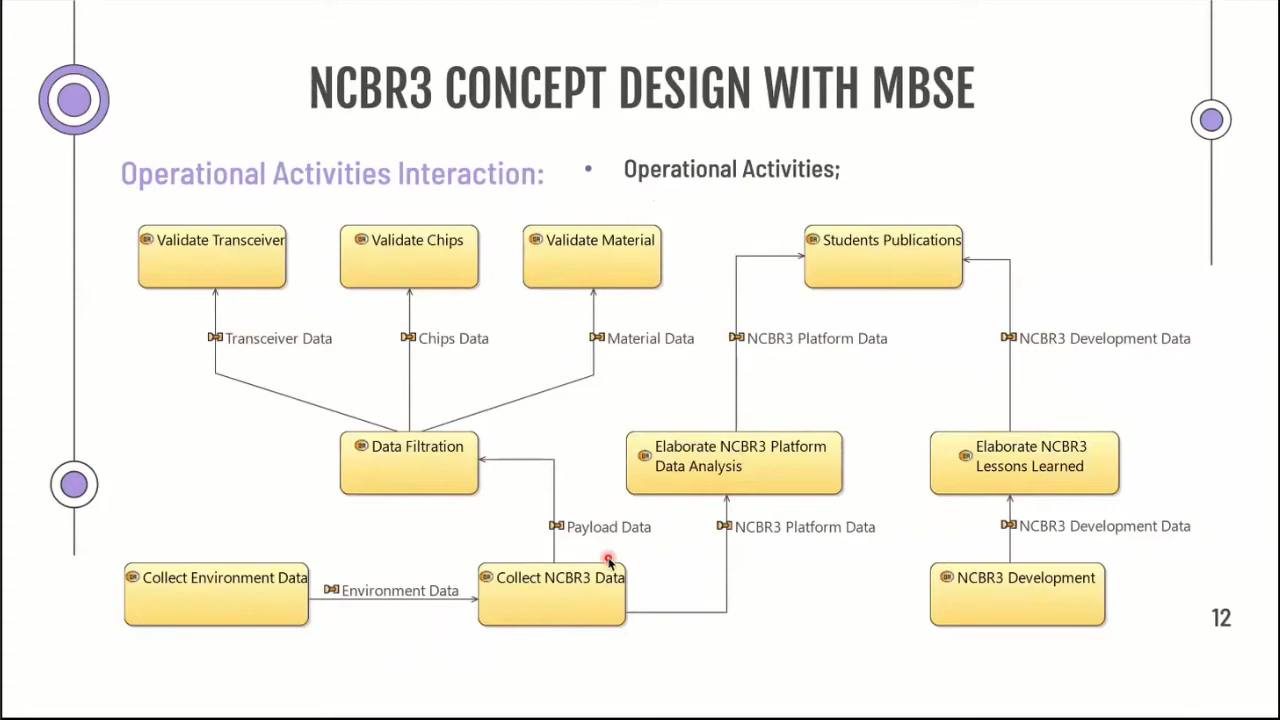 NCBR3 CONCEPT DESIGN WITH MBSE
Operational Activities Interaction:
• Operational Activities;
Validate Transceiver
Validate Chips
Validate Material
Students Publications
Transceiver Data
Chips Data
Material Data
NCBR3 Platform Data
NCBR3 Development Data
Data Filtration
Elaborate NCBR3 Platform
Data Analysis
Elaborate NCBR3
Lessons Learned
Payload Data
NCBR3 Platform Data
NCBR3 Development Data
Collect Environment Data
Environment Data
Collect NCBR3 Data
NCBR3 Development
12